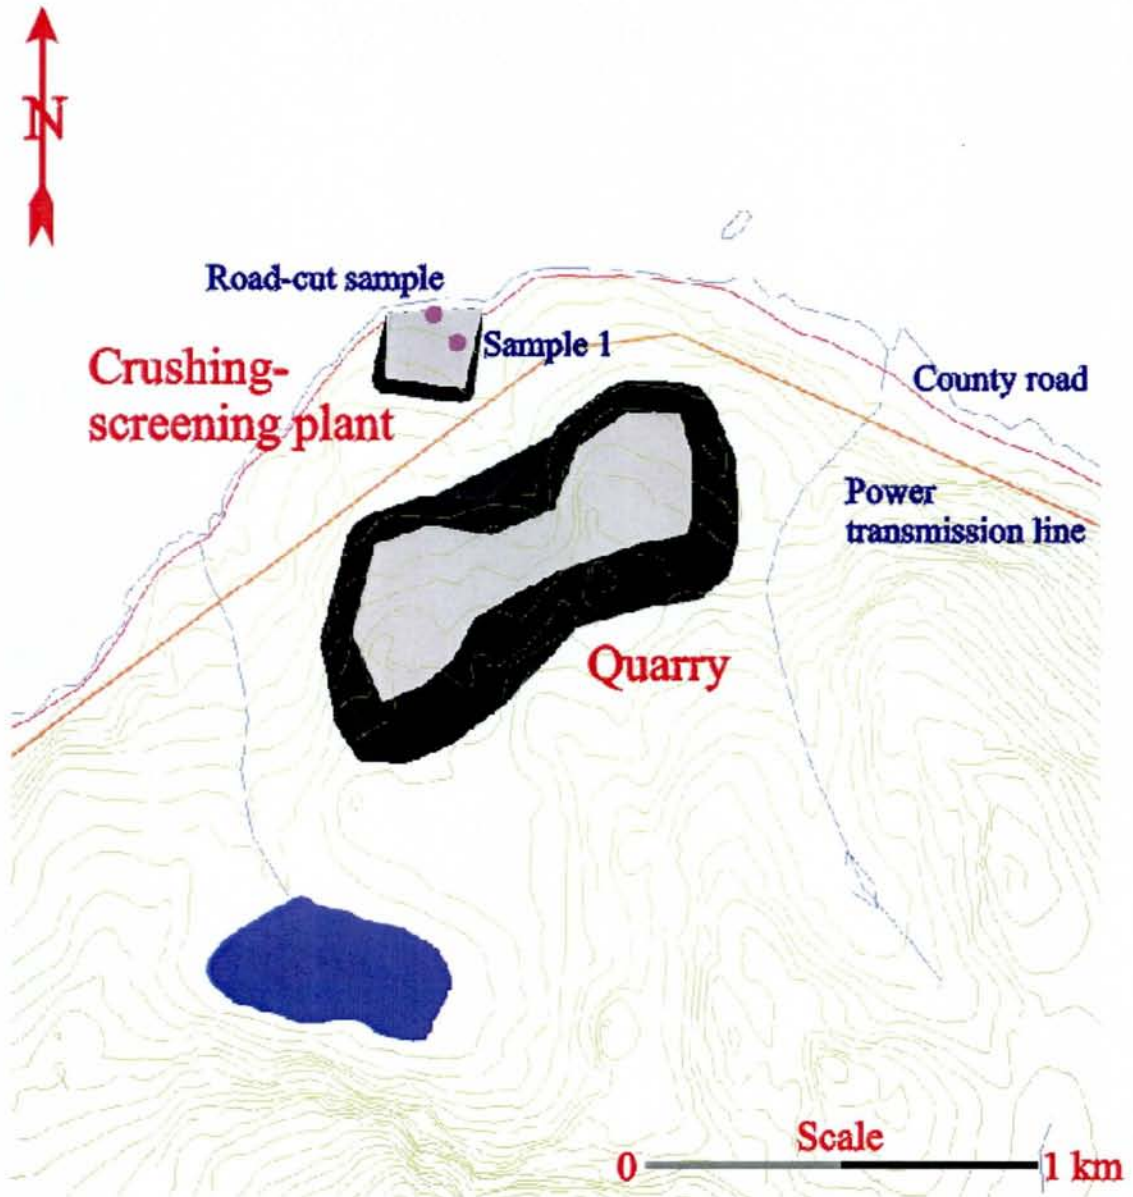 N
Road-cut sample
Sample 1
Crushing-
screening plant
County road
Power
transmission line
Quarry
Scale
0
1 km